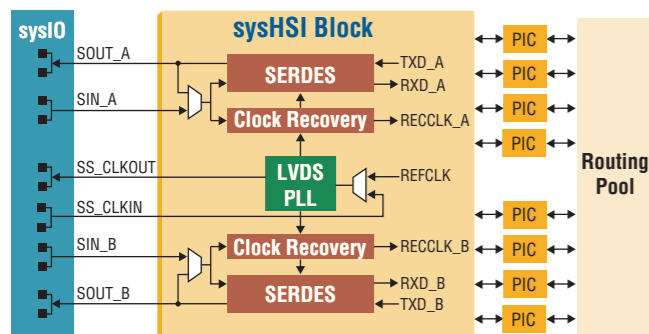 sysIO
sysHSI Block
SOUT_A
SERDES
TXD_A
RXD_A
PIC
PIC
SIN_A
Clock Recovery
RECCLK_A
PIC
PIC
SS_CLKOUT
LVDS
PLL
REFCLK
Routing
Pool
SS_CLKIN
PIC
SIN_B
Clock Recovery
RECCLK_B
PIC
SERDES
RXD_B
PIC
SOUT_B
TXD_B
PIC